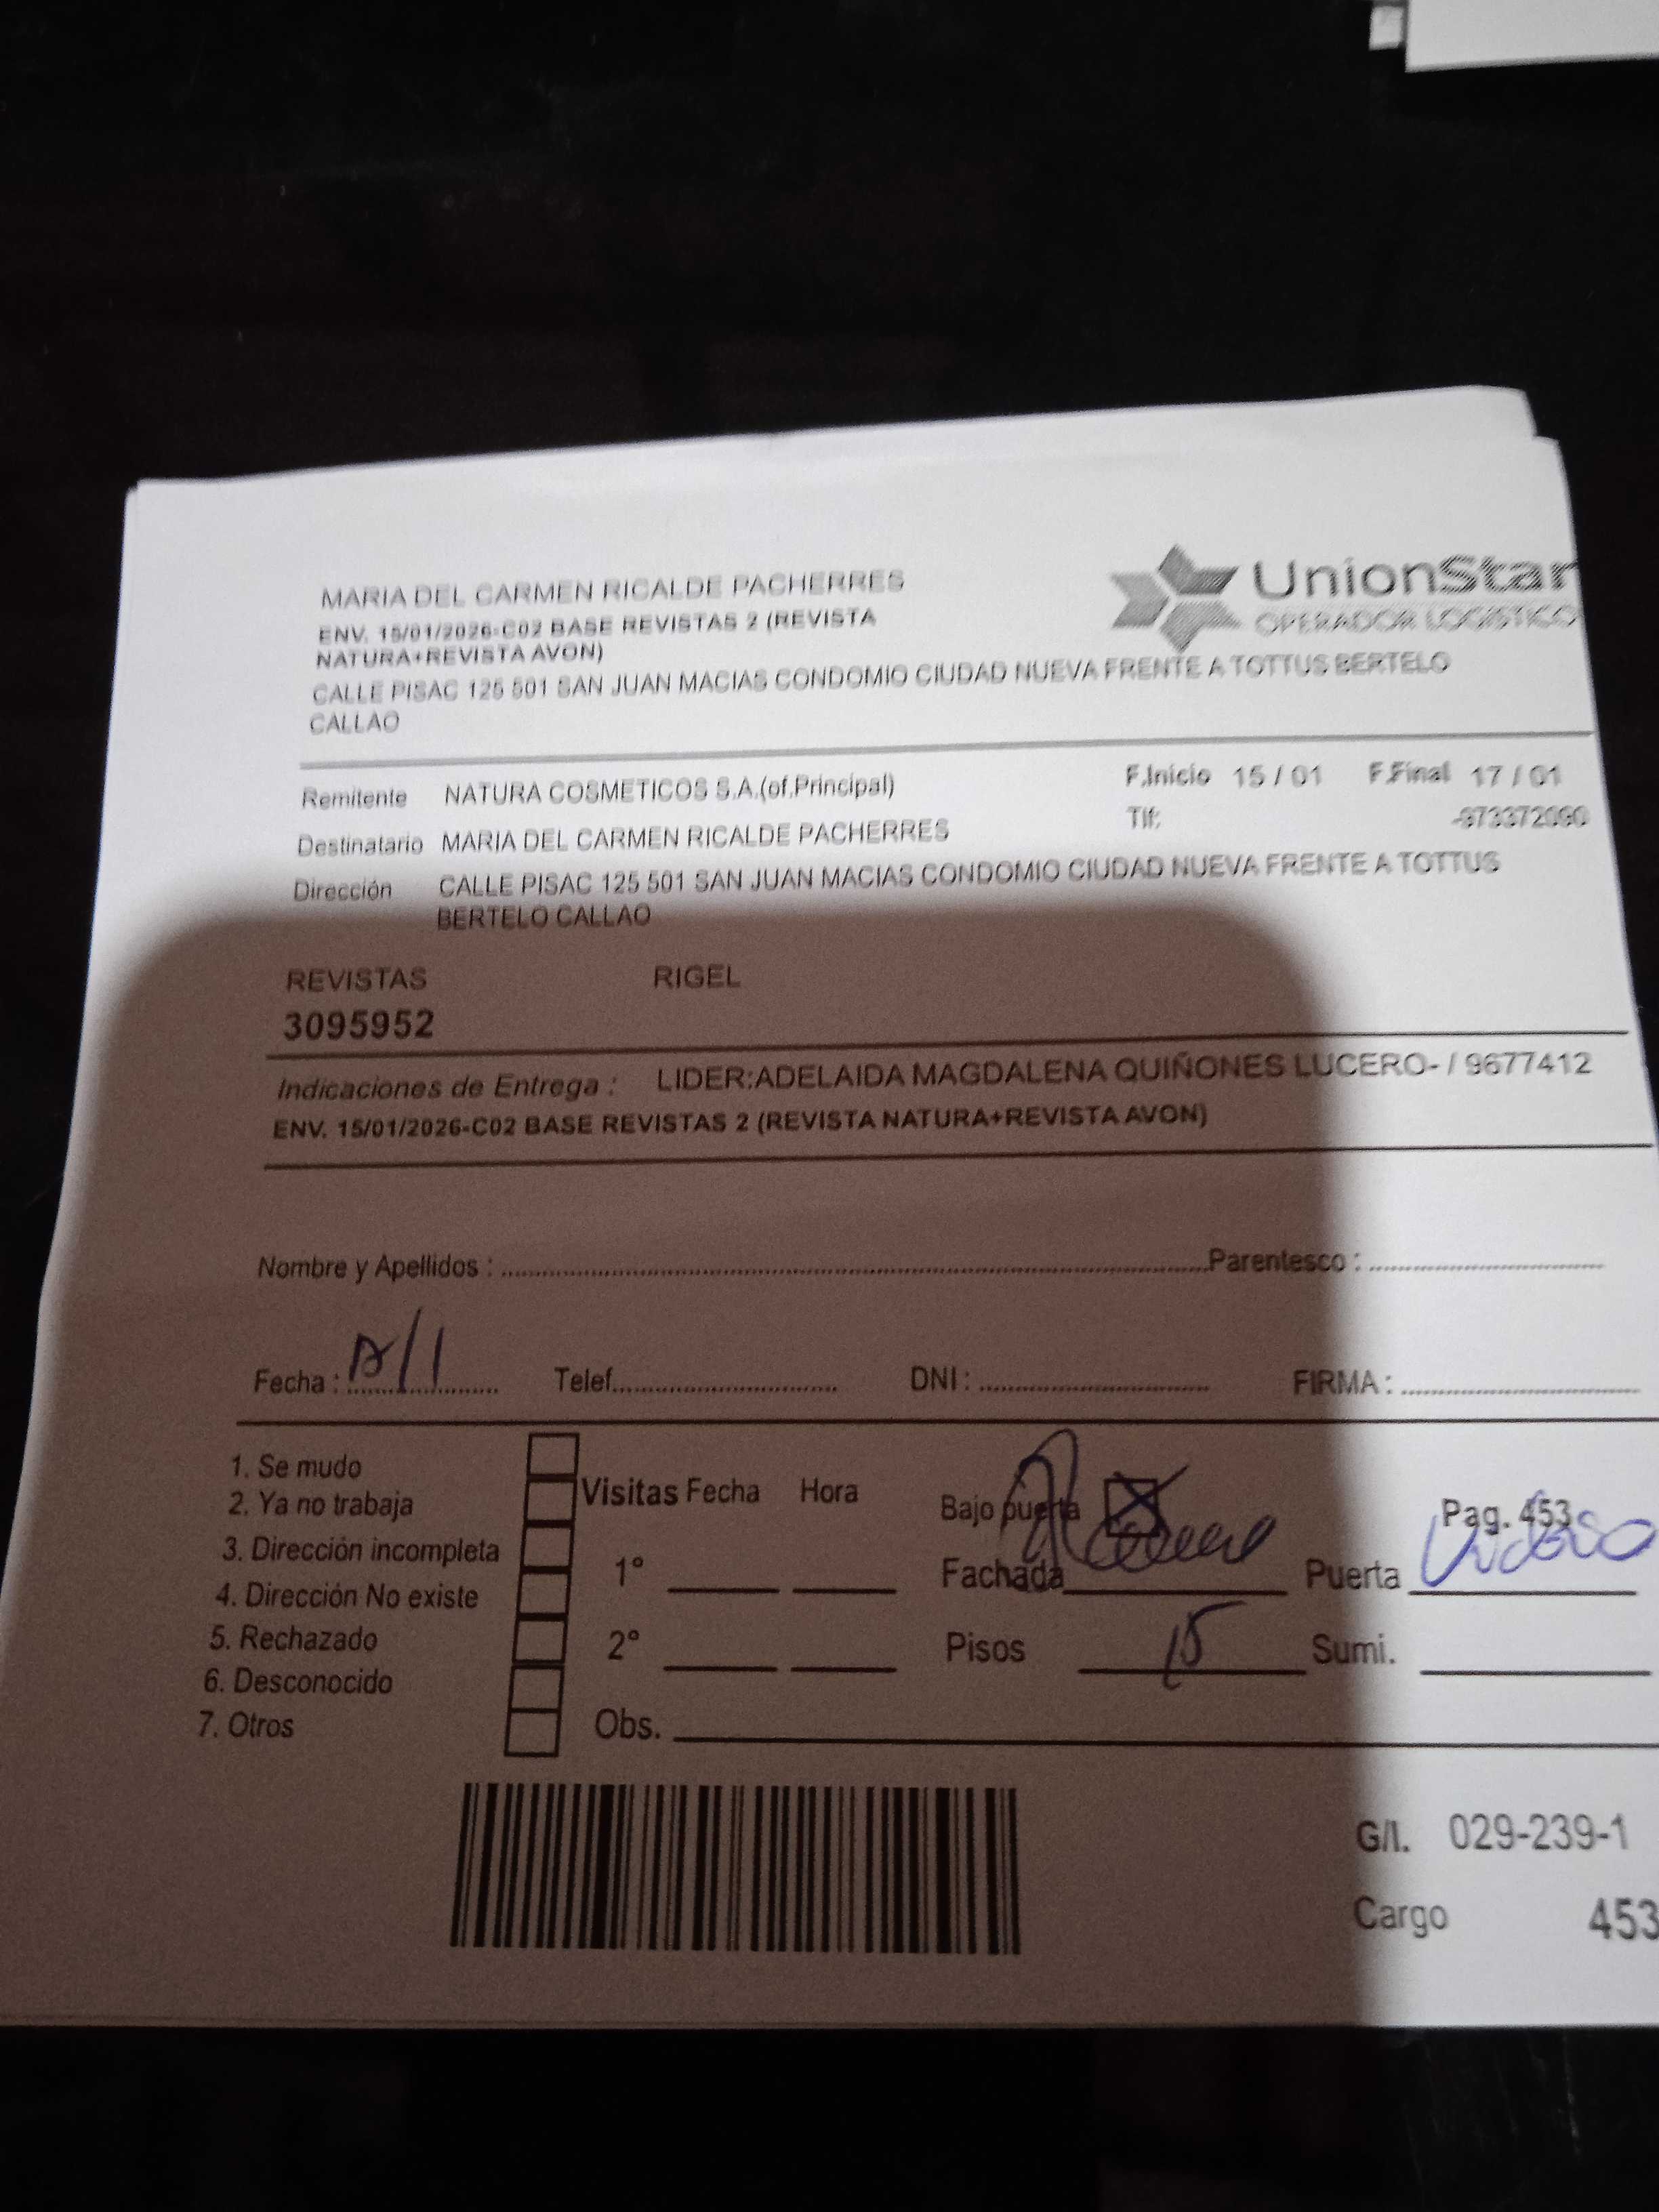 MARIA DEL CARMEN RICALDE PACHERRES
UnionStar
OPERADOR LOGISTICO
ENV. 15/01/2026-C02 BASE REVISTAS 2 (REVISTA
NATURA+REVISTA AVON)
CALLE PISAC 125 501 SAN JUAN MACIAS CONDOMIO CIUDAD NUEVA FRENTE A TOTTUS BERTELO
CALLAO
Remitente NATURA COSMETICOS S.A.(of.Principal) F.Inicio 15 / 01 F.Final 17 / 01
Tlf: -973372090
Destinatario MARIA DEL CARMEN RICALDE PACHERRES
Dirección CALLE PISAC 125 501 SAN JUAN MACIAS CONDOMIO CIUDAD NUEVA FRENTE A TOTTUS
BERTELO CALLAO
REVISTAS RIGEL
3095952
Indicaciones de Entrega : LIDER:ADELAIDA MAGDALENA QUIÑONES LUCERO- / 9677412
ENV. 15/01/2026-C02 BASE REVISTAS 2 (REVISTA NATURA+REVISTA AVON)
Nombre y Apellidos : Parentesco :
Fecha : Telef. DNI : FIRMA :
1. Se mudo
2. Ya no trabaja
3. Dirección incompleta
4. Dirección No existe
5. Rechazado
6. Desconocido
7. Otros
Visitas Fecha Hora
1°
2°
Obs.
Bajo puerta Pag. 453
Fachada Puerta
Pisos 15 Sumi.
G/I. 029-239-1
Cargo 453